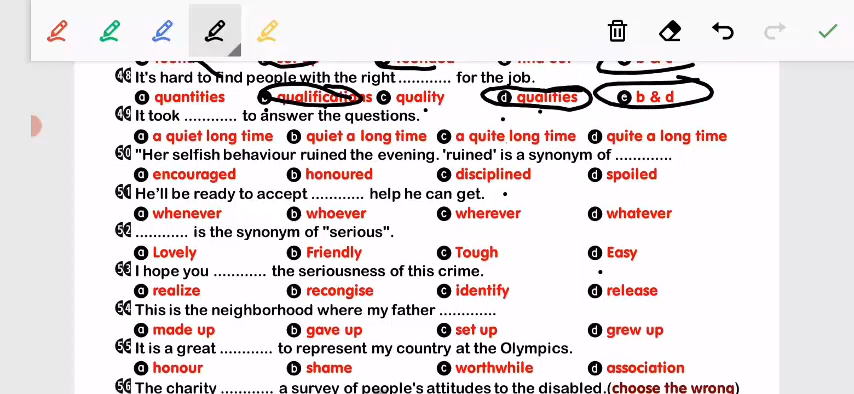 48 It's hard to find people with the right ............ for the job.
a quantities b qualifications c quality d qualities e b & d
49 It took ............ to answer the questions.
a a quiet long time b quiet a long time c a quite long time d quite a long time
50 "Her selfish behaviour ruined the evening. 'ruined' is a synonym of .............
a encouraged b honoured c disciplined d spoiled
51 He'll be ready to accept ............ help he can get.
a whenever b whoever c wherever d whatever
52 ............ is the synonym of "serious".
a Lovely b Friendly c Tough d Easy
53 I hope you ............ the seriousness of this crime.
a realize b recongise c identify d release
54 This is the neighborhood where my father .............
a made up b gave up c set up d grew up
55 It is a great ............ to represent my country at the Olympics.
a honour b shame c worthwhile d association
56 The charity ............ a survey of people's attitudes to the disabled.(choose the wrong)